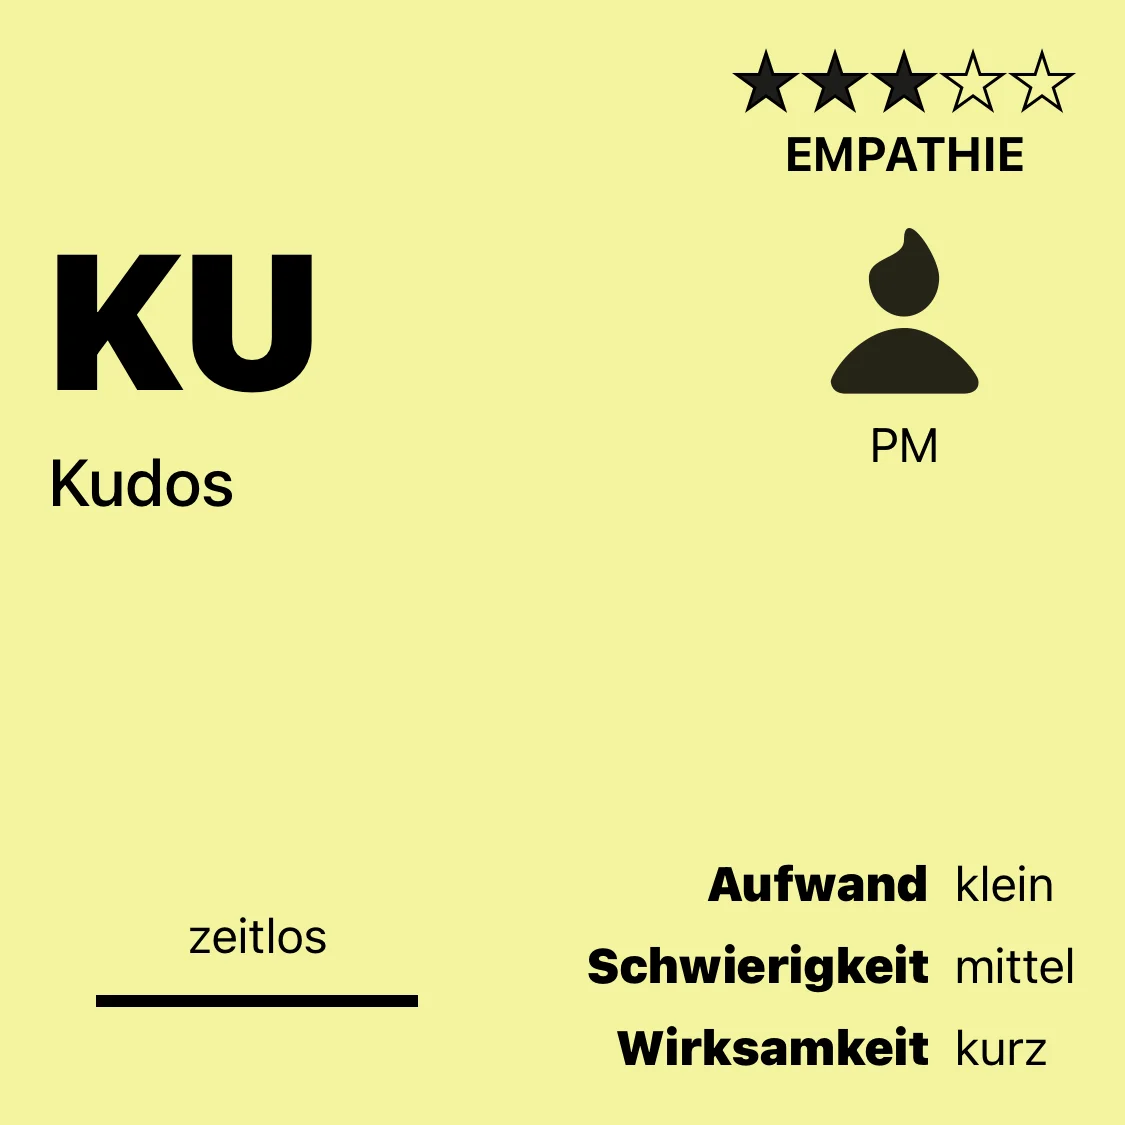 ★★★☆☆
EMPATHIE
KU
Kudos
PM
zeitlos
Aufwand klein
Schwierigkeit mittel
Wirksamkeit kurz